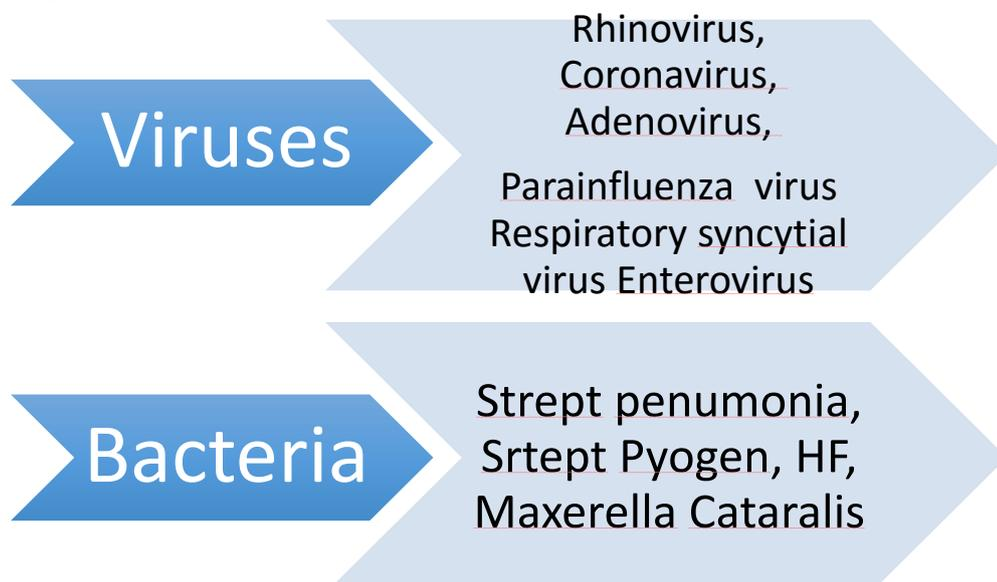 Viruses
Rhinovirus,
Coronavirus,
Adenovirus,
Parainfluenza  virus
Respiratory syncytial
virus Enterovirus
Bacteria
Strept penumonia,
Srtept Pyogen, HF,
Maxerella Cataralis